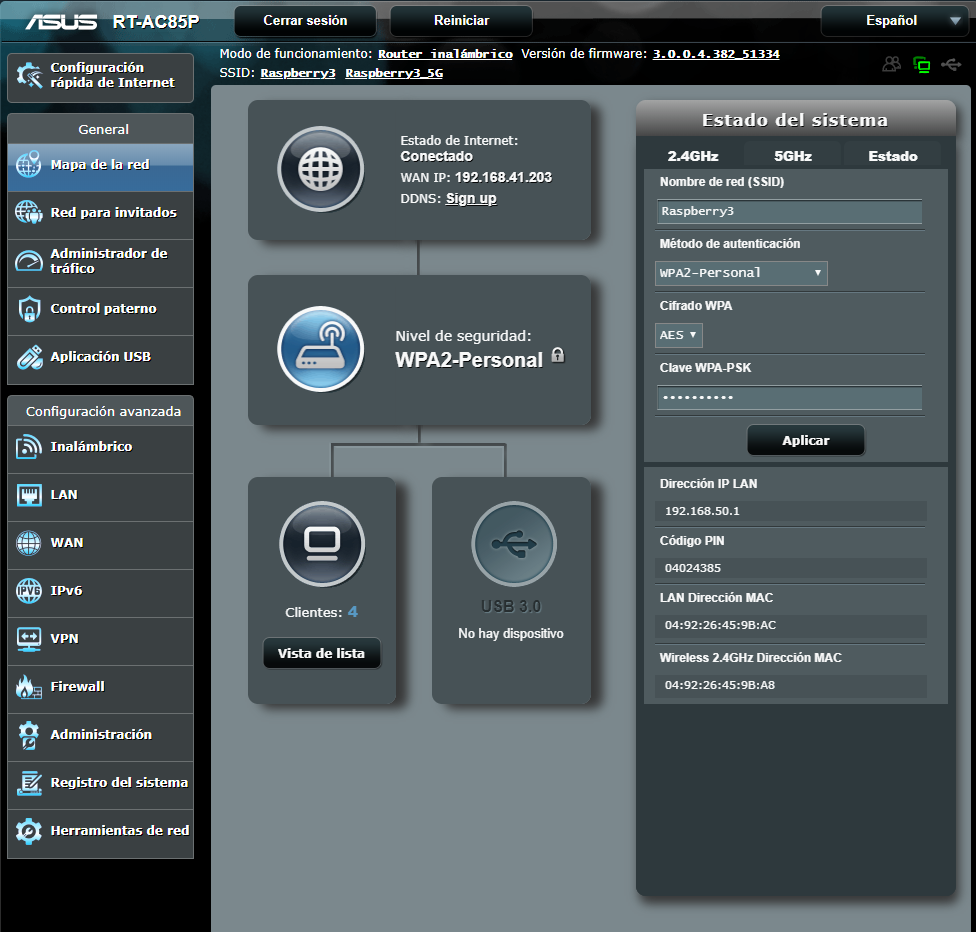 ASUS RT-AC85P
Cerrar sesión
Reiniciar
Español
Modo de funcionamiento: Router inalámbrico Versión de firmware: 3.0.0.4.382_51334
SSID: Raspberry3 Raspberry3_5G
Configuración
rápida de Internet
General
Mapa de la red
Red para invitados
Administrador de
tráfico
Control paterno
Aplicación USB
Configuración avanzada
Inalámbrico
LAN
WAN
IPv6
VPN
Firewall
Administración
Registro del sistema
Herramientas de red
Estado de Internet:
Conectado
WAN IP: 192.168.41.203
DDNS: Sign up
Nivel de seguridad:
WPA2-Personal
Clientes: 4
Vista de lista
USB 3.0
No hay dispositivo
Estado del sistema
2.4GHz 5GHz Estado
Nombre de red (SSID)
Raspberry3
Método de autenticación
WPA2-Personal
Cifrado WPA
AES
Clave WPA-PSK
••••••••••
Aplicar
Dirección IP LAN
192.168.50.1
Código PIN
04024385
LAN Dirección MAC
04:92:26:45:9B:AC
Wireless 2.4GHz Dirección MAC
04:92:26:45:9B:A8